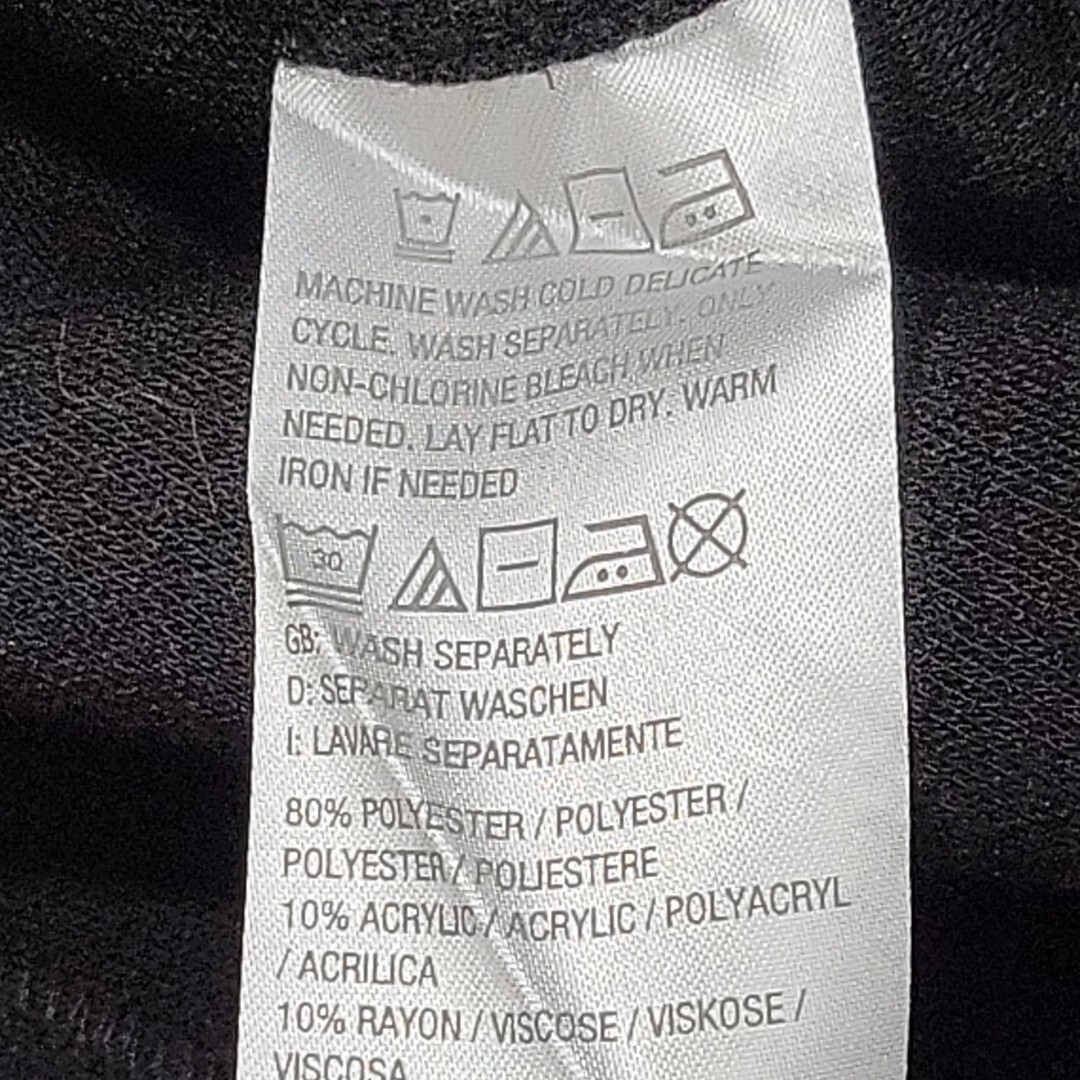 MACHINE WASH COLD DELICATE
CYCLE. WASH SEPARATELY. ONLY
NON-CHLORINE BLEACH WHEN
NEEDED. LAY FLAT TO DRY. WARM
IRON IF NEEDED
30
GB: WASH SEPARATELY
D: SEPARAT WASCHEN
I: LAVARE SEPARATAMENTE
80% POLYESTER / POLYESTER /
POLYESTER / POLIESTERE
10% ACRYLIC / ACRYLIC / POLYACRYL
/ ACRILICA
10% RAYON / VISCOSE / VISKOSE /
VISCOSA